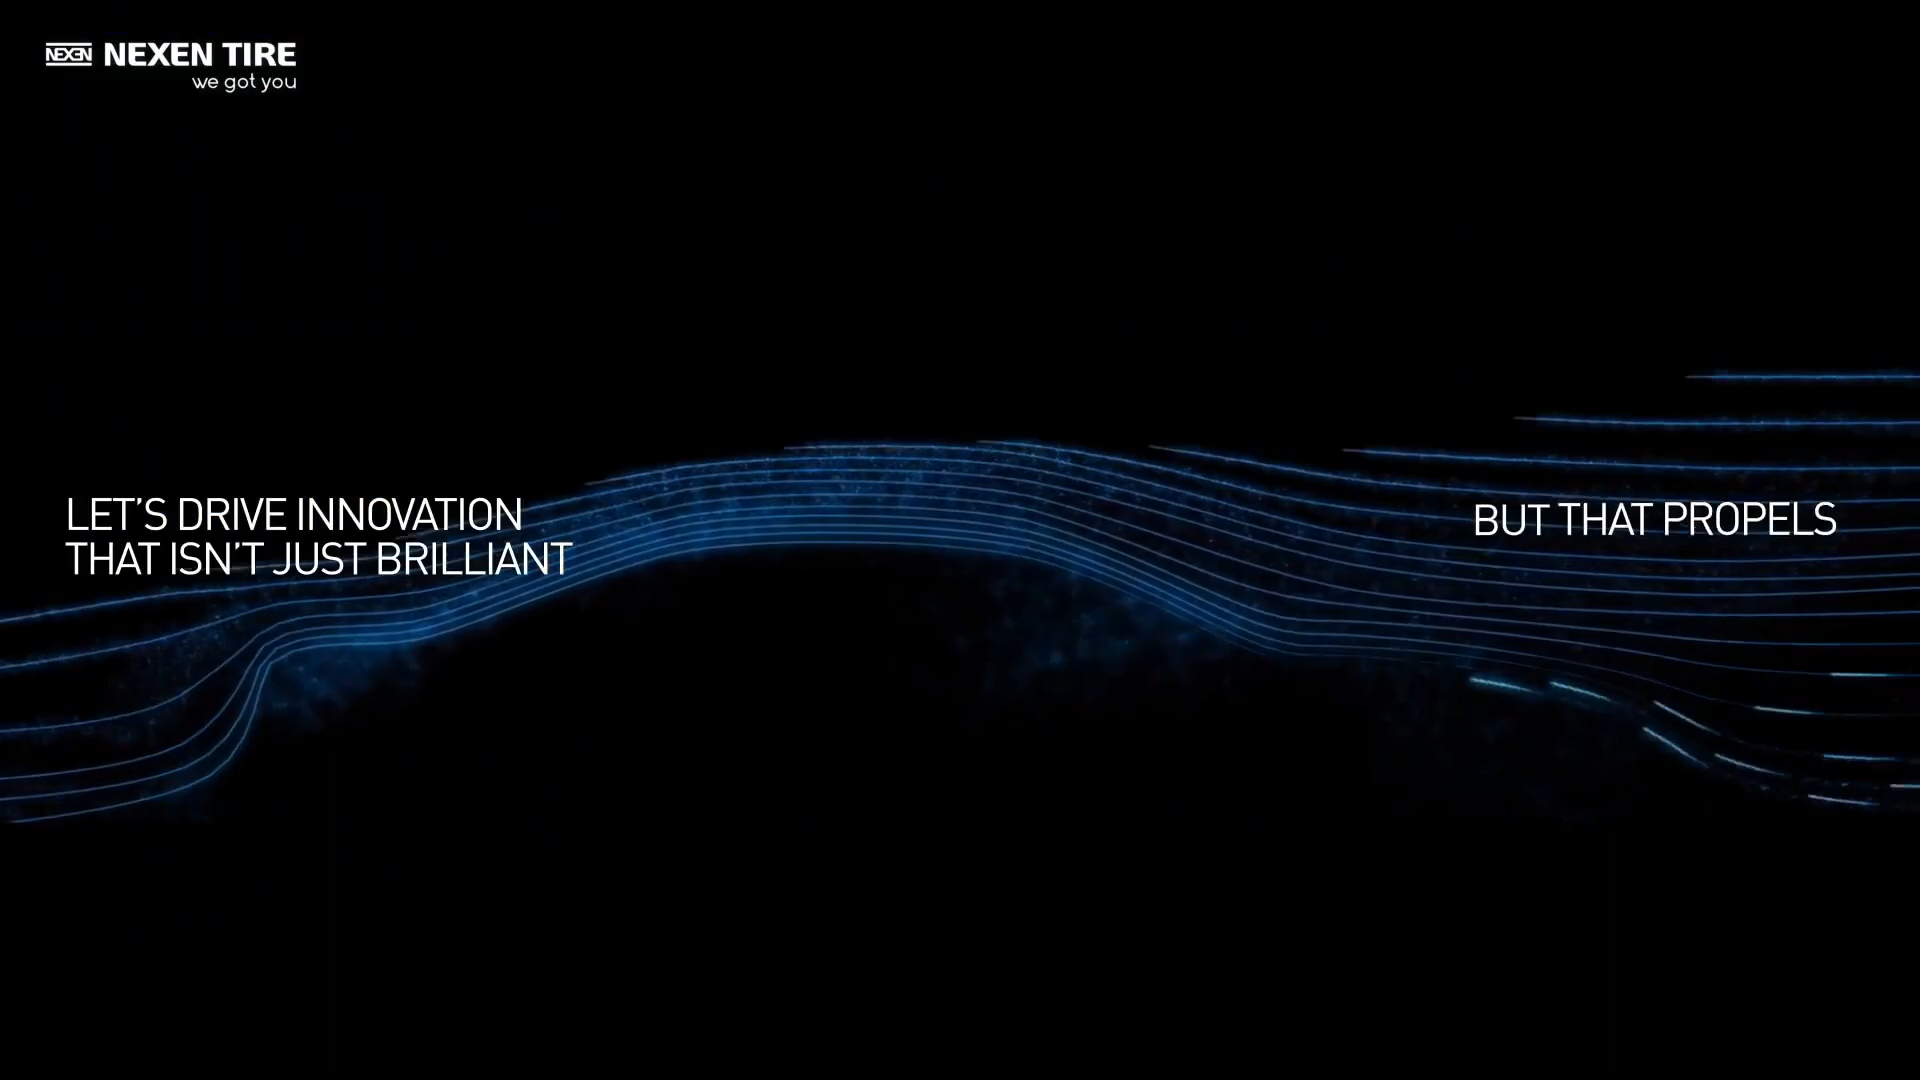 NEXEN NEXEN TIRE
we got you
LET'S DRIVE INNOVATION
THAT ISN'T JUST BRILLIANT
BUT THAT PROPELS